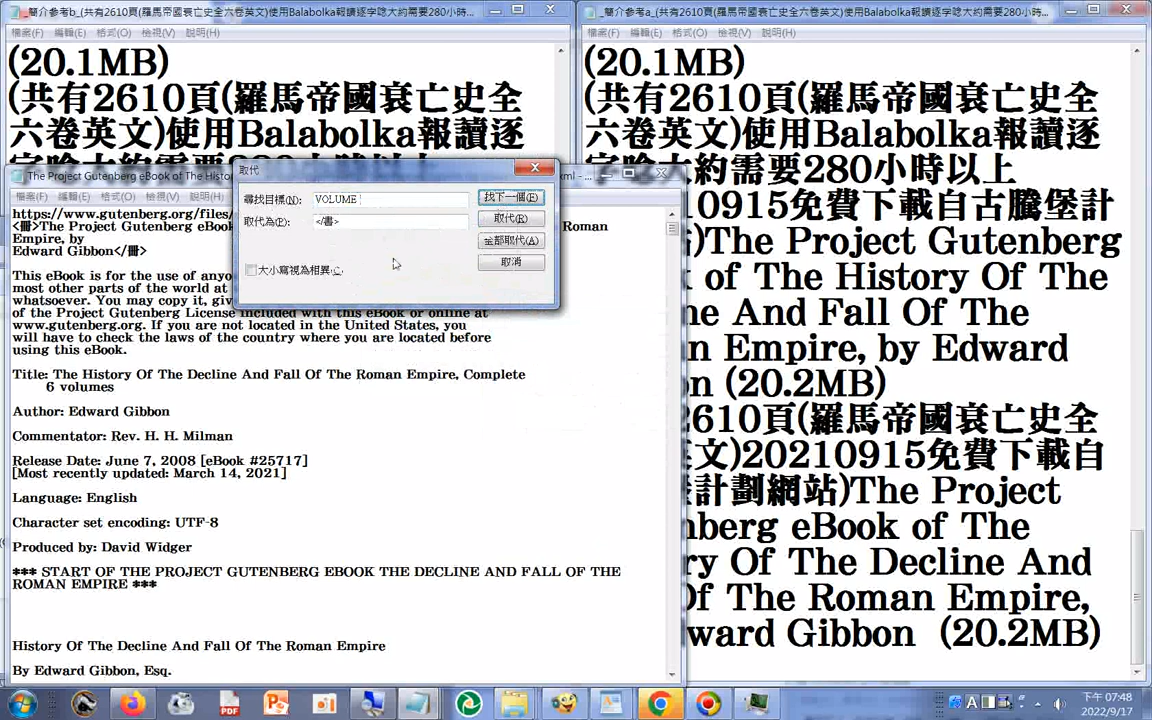 _簡介參考b_(共有2610頁(羅馬帝國衰亡史全六卷英文)使用Balabolka報讀逐字唸大約需要280小時...
檔案(F) 編輯(E) 格式(O) 檢視(V) 說明(H)
(20.1MB)
(共有2610頁(羅馬帝國衰亡史全
六卷英文)使用Balabolka報讀逐
_簡介參考a_(共有2610頁(羅馬帝國衰亡史全六卷英文)使用Balabolka報讀逐字唸大約需要280小時...
檔案(F) 編輯(E) 格式(O) 檢視(V) 說明(H)
(20.1MB)
(共有2610頁(羅馬帝國衰亡史全
六卷英文)使用Balabolka報讀逐
大約需要280小時以上
10915免費下載自古騰堡計
)The Project Gutenberg
k of The History Of The
ne And Fall Of The
n Empire, by Edward
on (20.2MB)
2610頁(羅馬帝國衰亡史全
英文)20210915免費下載自
計劃網站)The Project
nberg eBook of The
ry Of The Decline And
Of The Roman Empire,
ward Gibbon (20.2MB)
The Project Gutenberg eBook of The Histo
xml - ...
檔案(F) 編輯(E) 格式(O) 檢視(V) 說明(H)
取代
尋找目標(N): VOLUME
找下一個(F)
取代為(P): </書>
取代(R)
全部取代(A)
大小寫視為相異(C)
取消
https://www.gutenberg.org/files/
<冊>The Project Gutenberg eBoo
Roman
Empire, by
Edward Gibbon</冊>
This eBook is for the use of anyo
most other parts of the world at
whatsoever. You may copy it, giv
of the Project Gutenberg License included with this eBook or online at
www.gutenberg.org. If you are not located in the United States, you
will have to check the laws of the country where you are located before
using this eBook.
Title: The History Of The Decline And Fall Of The Roman Empire, Complete
6 volumes
Author: Edward Gibbon
Commentator: Rev. H. H. Milman
Release Date: June 7, 2008 [eBook #25717]
[Most recently updated: March 14, 2021]
Language: English
Character set encoding: UTF-8
Produced by: David Widger
*** START OF THE PROJECT GUTENBERG EBOOK THE DECLINE AND FALL OF THE
ROMAN EMPIRE ***
History Of The Decline And Fall Of The Roman Empire
By Edward Gibbon, Esq.
PDF
A
下午 07:48
2022/9/17